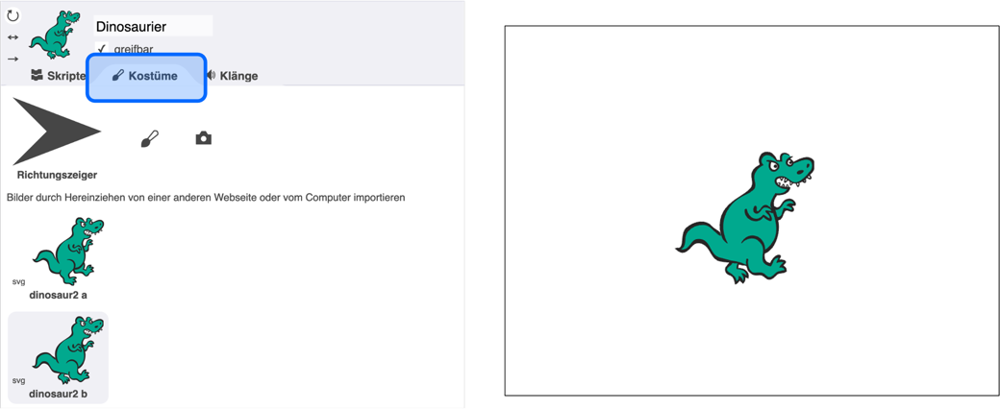 Dinosaurier
greifbar
Skripte Kostüme Klänge
Richtungszeiger
Bilder durch Hereinziehen von einer anderen Webseite oder vom Computer importieren
svg
dinosaur2 a
svg
dinosaur2 b